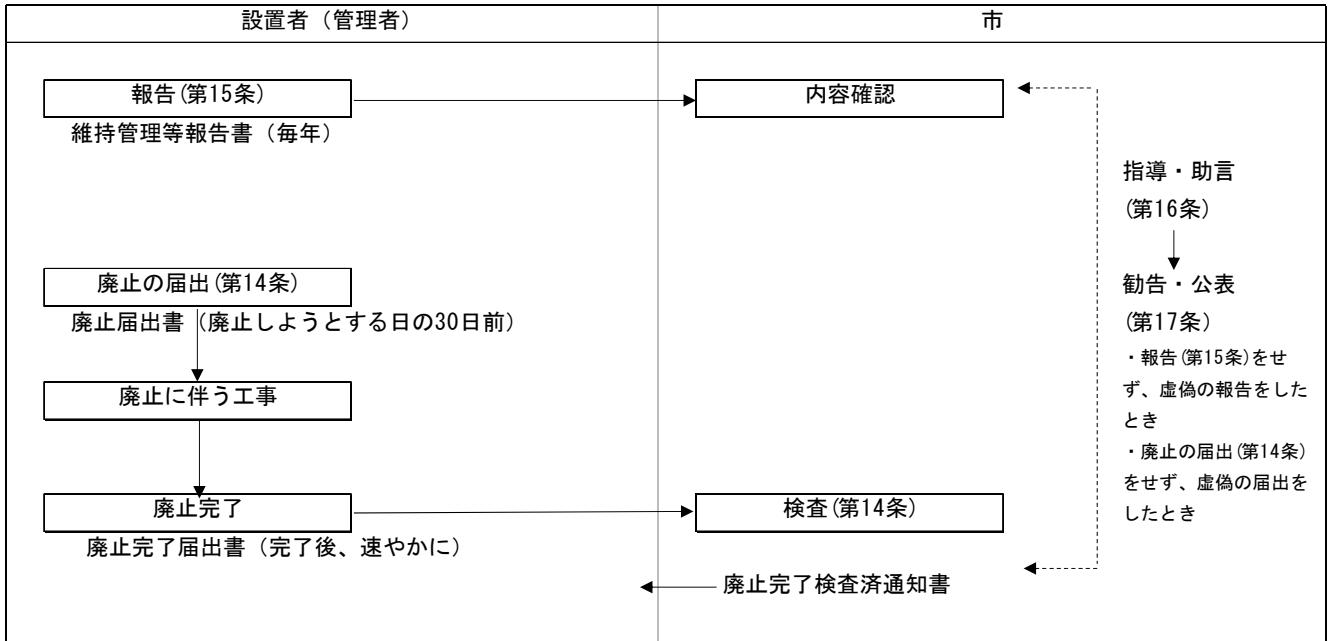 設置者（管理者）
市
報告(第15条)
内容確認
維持管理等報告書（毎年）
指導・助言
(第16条)
廃止の届出(第14条)
廃止届出書（廃止しようとする日の30日前）
勧告・公表
(第17条)
・報告(第15条)をせ
ず、虚偽の報告をした
とき
・廃止の届出(第14条)
をせず、虚偽の届出を
したとき
廃止に伴う工事
廃止完了
検査(第14条)
廃止完了届出書（完了後、速やかに）
廃止完了検査済通知書